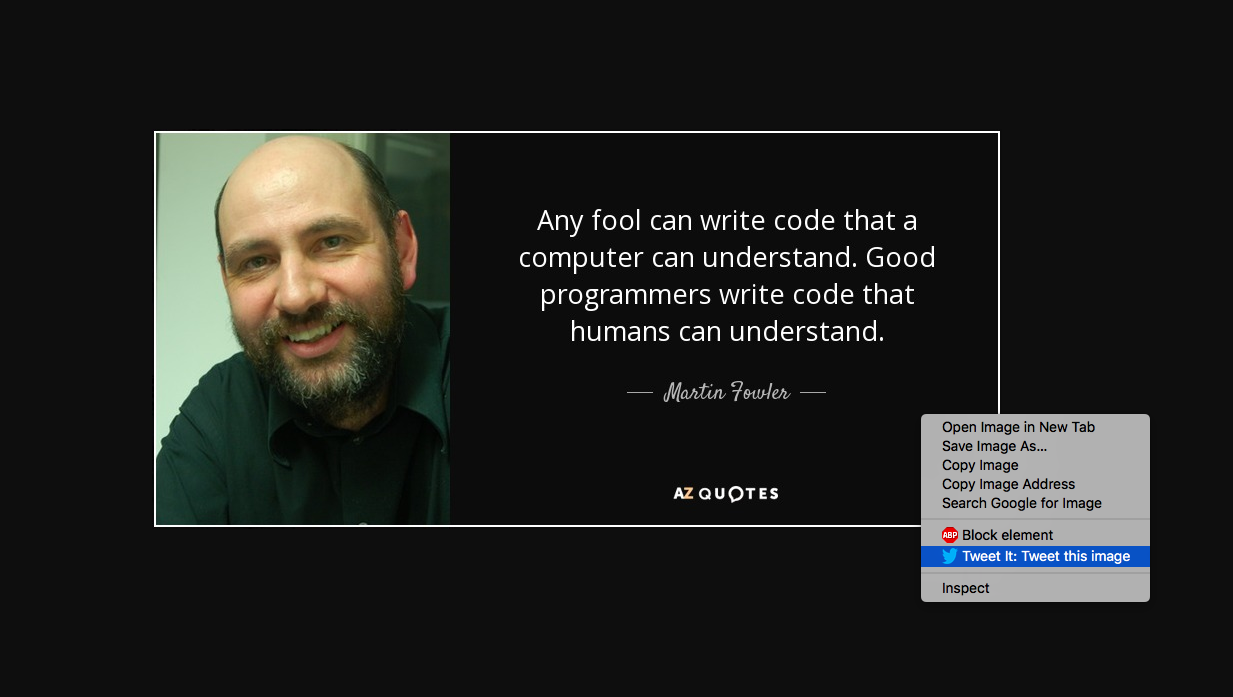 Any fool can write code that a
computer can understand. Good
programmers write code that
humans can understand.
Martin Fowler
AZ QUOTES
Open Image in New Tab
Save Image As...
Copy Image
Copy Image Address
Search Google for Image
ABP Block element
Tweet It: Tweet this image
Inspect